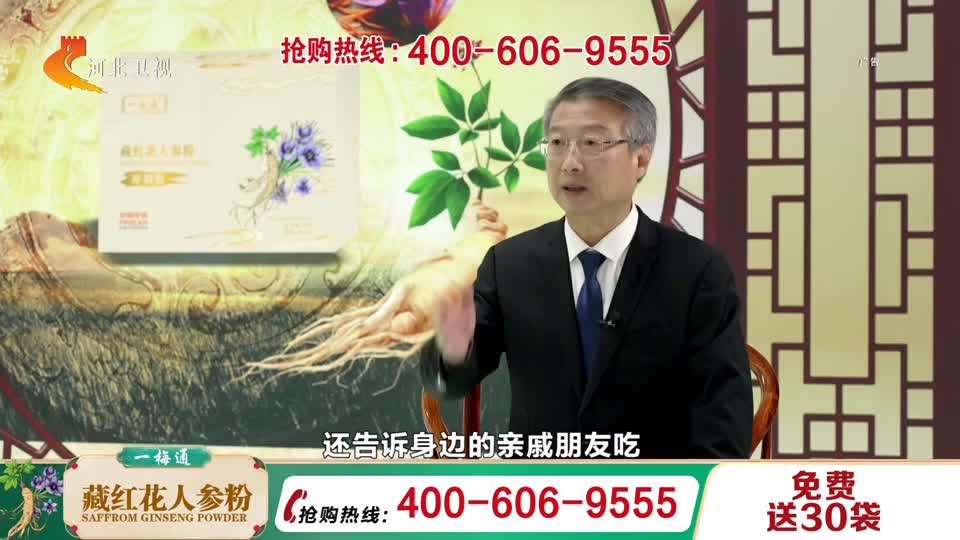 抢购热线：400-606-9555
河北卫视
广告
藏红花人参粉
还告诉身边的亲戚朋友吃
一梅通
藏红花人参粉
SAFFROM GINSENG POWDER
抢购热线：400-606-9555
免费
送30袋